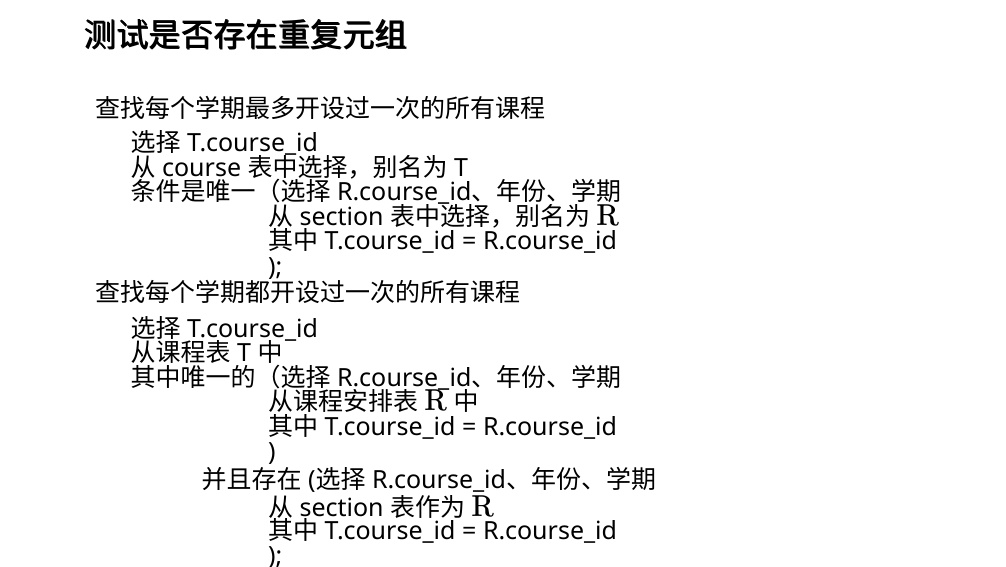 测试是否存在重复元组
查找每个学期最多开设过一次的所有课程
选择 T.course_id
从 course 表中选择，别名为 T
条件是唯一（选择 R.course_id、年份、学期
从 section 表中选择，别名为 R
其中 T.course_id = R.course_id
);
查找每个学期都开设过一次的所有课程
选择 T.course_id
从课程表 T 中
其中唯一的（选择 R.course_id、年份、学期
从课程安排表 R 中
其中 T.course_id = R.course_id
)
并且存在 (选择 R.course_id、年份、学期
从 section 表作为 R
其中 T.course_id = R.course_id
);